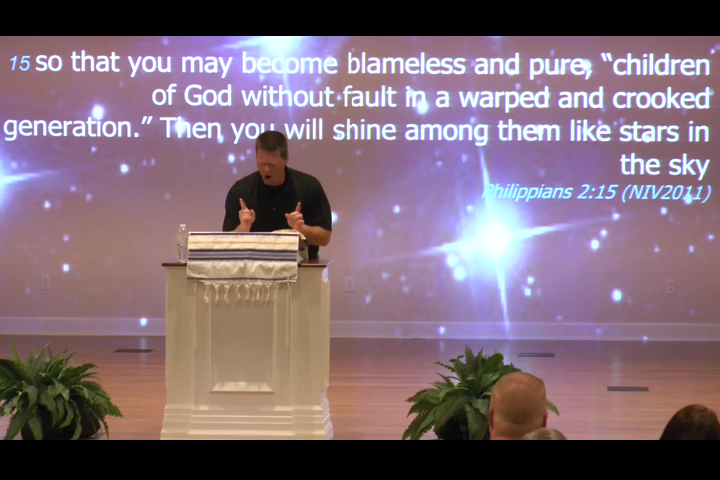 15 so that you may become blameless and pure, “children
of God without fault in a warped and crooked
generation.” Then you will shine among them like stars in
the sky
Philippians 2:15 (NIV2011)